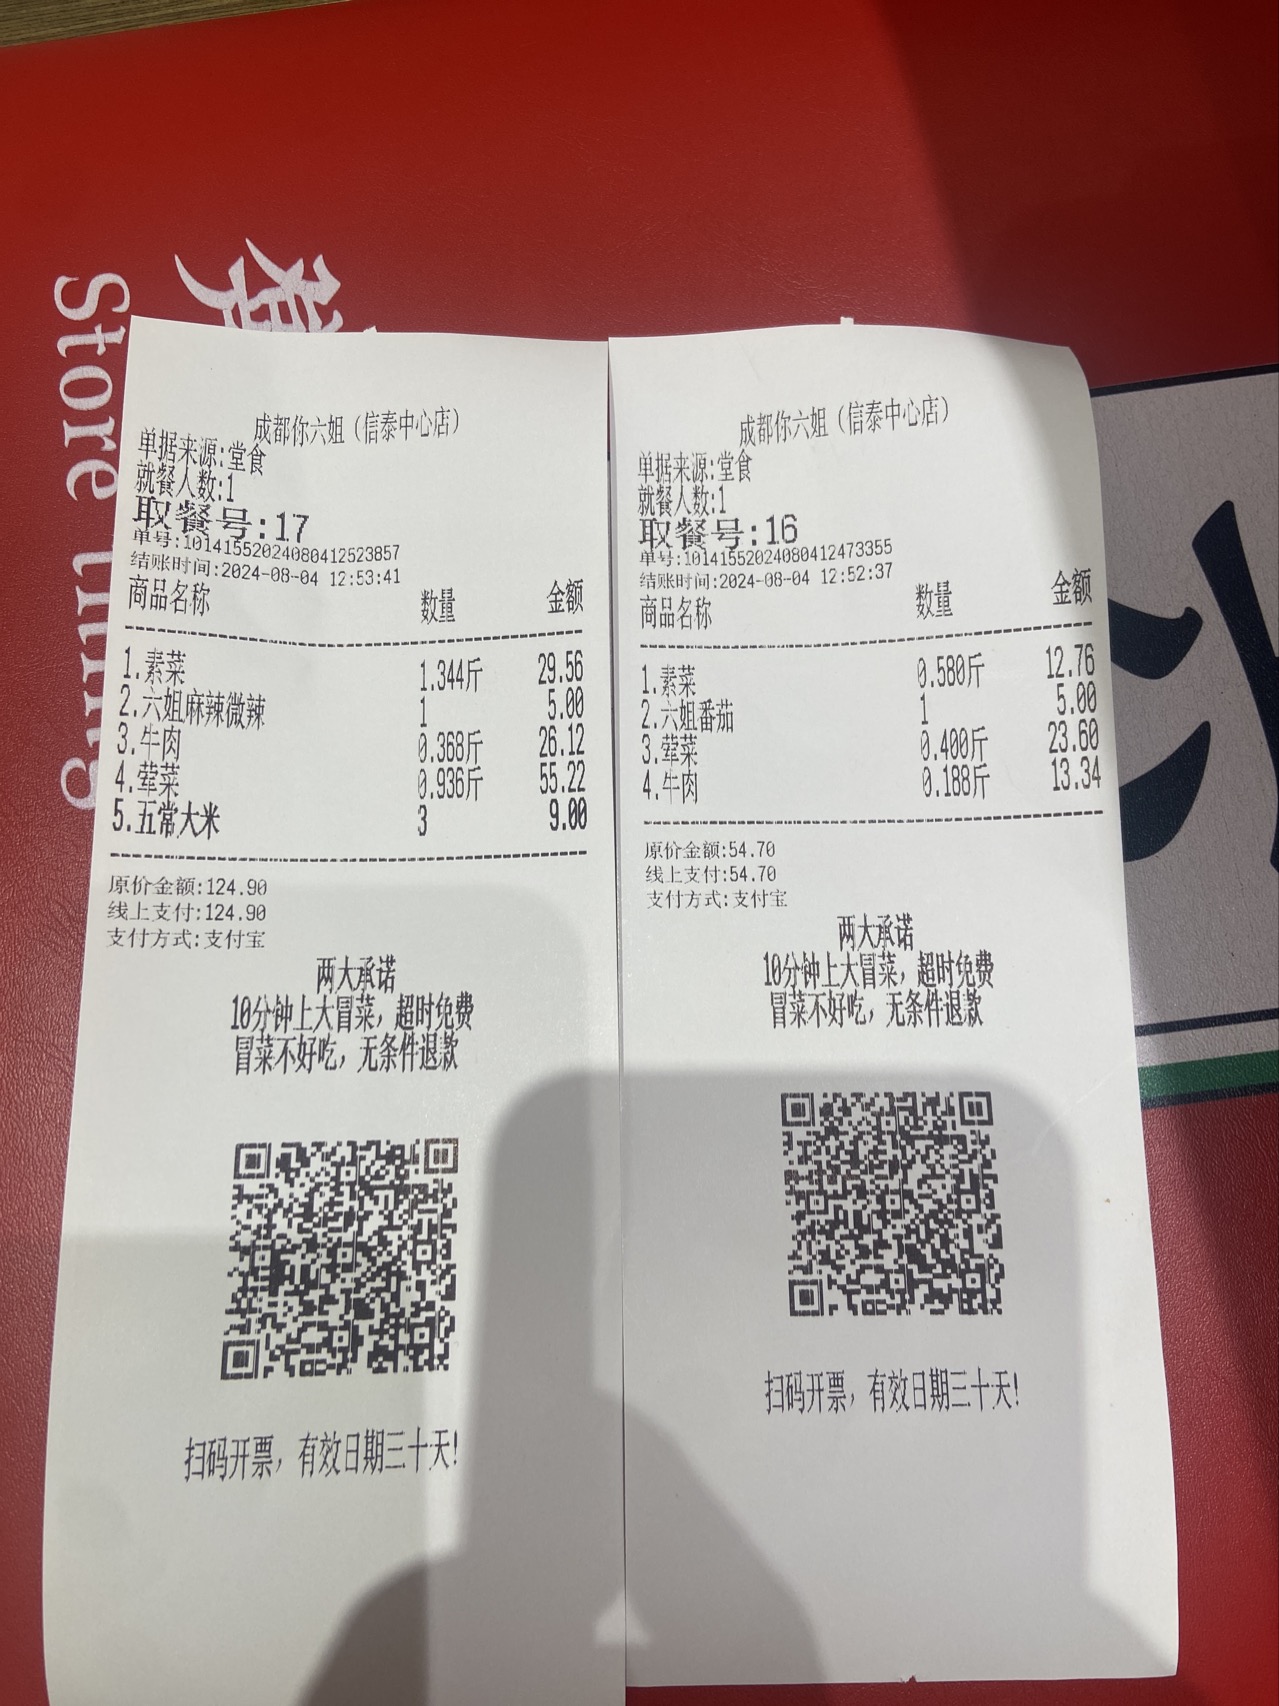 Store
成都你六姐（信泰中心店）
单据来源:堂食
就餐人数:1
取餐号:17
单号:10141552024080412523857
结账时间:2024-08-04 12:53:41
商品名称 数量 金额
1.素菜 1.344斤 29.56
2.六姐麻辣微辣 1 5.00
3.牛肉 0.368斤 26.12
4.荤菜 0.936斤 55.22
5.五常大米 3 9.00
原价金额:124.90
线上支付:124.90
支付方式:支付宝
两大承诺
10分钟上大冒菜，超时免费
冒菜不好吃，无条件退款
扫码开票，有效日期三十天!
成都你六姐（信泰中心店）
单据来源:堂食
就餐人数:1
取餐号:16
单号:10141552024080412473355
结账时间:2024-08-04 12:52:37
商品名称 数量 金额
1.素菜 0.580斤 12.76
2.六姐番茄 1 5.00
3.荤菜 0.400斤 23.60
4.牛肉 0.188斤 13.34
原价金额:54.70
线上支付:54.70
支付方式:支付宝
两大承诺
10分钟上大冒菜，超时免费
冒菜不好吃，无条件退款
扫码开票，有效日期三十天!